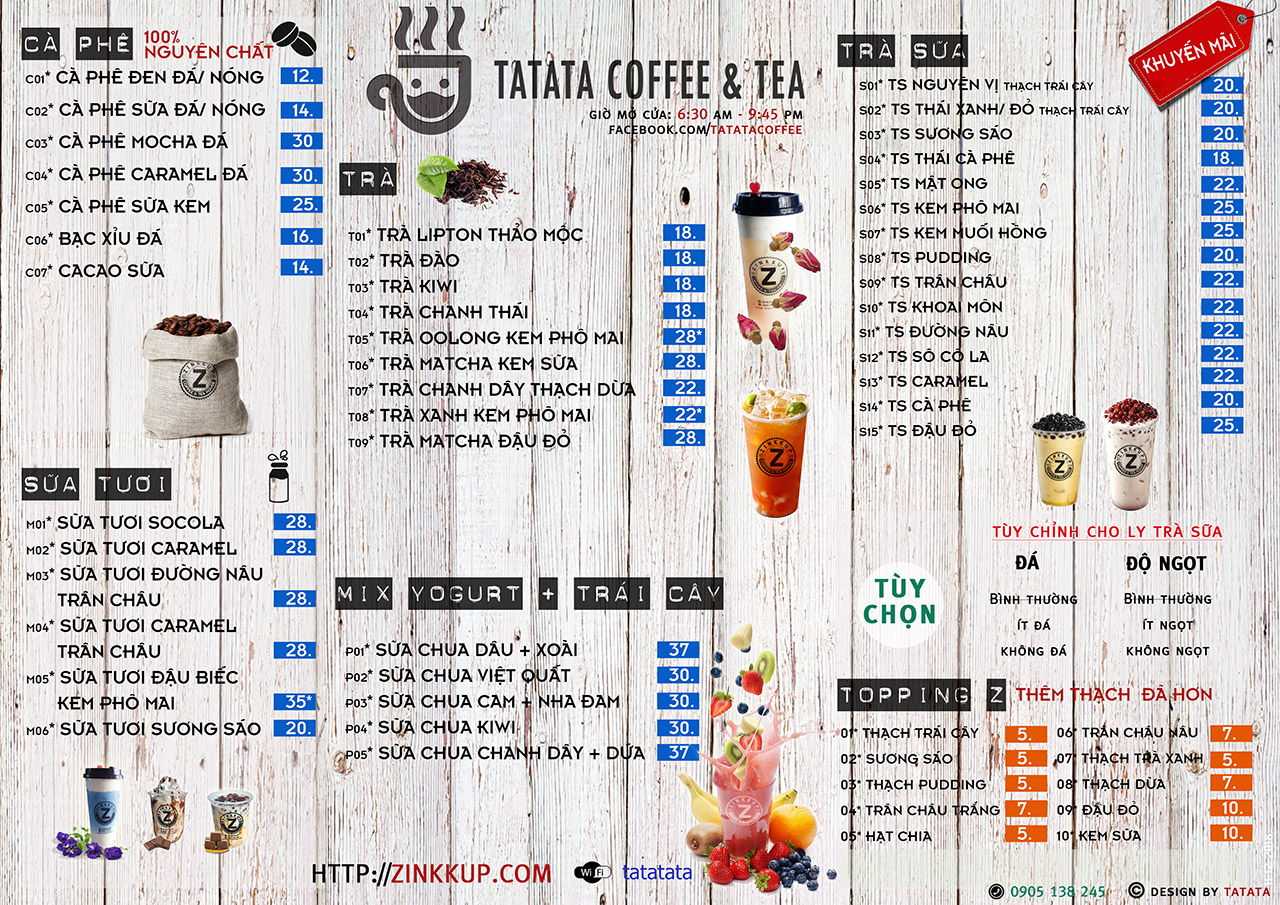 CÀ PHÊ 100% NGUYÊN CHẤT
C01* CÀ PHÊ ĐEN ĐÁ/ NÓNG 12.
C02* CÀ PHÊ SỮA ĐÁ/ NÓNG 14.
C03* CÀ PHÊ MOCHA ĐÁ 30
C04* CÀ PHÊ CARAMEL ĐÁ 30.
C05* CÀ PHÊ SỮA KEM 25.
C06* BẠC XỈU ĐÁ 16.
C07* CACAO SỮA 14.
SỮA TƯƠI
M01* SỮA TƯƠI SOCOLA 28.
M02* SỮA TƯƠI CARAMEL 28.
M03* SỮA TƯƠI ĐƯỜNG NÂU
TRÂN CHÂU 28.
M04* SỮA TƯƠI CARAMEL
TRÂN CHÂU 28.
M05* SỮA TƯƠI ĐẬU BIẾC
KEM PHÔ MAI 35*
M06* SỮA TƯƠI SƯƠNG SÁO 20.
TATATA COFFEE & TEA
GIỜ MỞ CỬA: 6:30 AM - 9:45 PM
FACEBOOK.COM/TATATACOFFEE
TRÀ
T01* TRÀ LIPTON THẢO MỘC 18.
T02* TRÀ ĐÀO 18.
T03* TRÀ KIWI 18.
T04* TRÀ CHANH THÁI 18.
T05* TRÀ OOLONG KEM PHÔ MAI 28*
T06* TRÀ MATCHA KEM SỮA 28.
T07* TRÀ CHANH DÂY THẠCH DỪA 22.
T08* TRÀ XANH KEM PHÔ MAI 22*
T09* TRÀ MATCHA ĐẬU ĐỎ 28.
MIX YOGURT + TRÁI CÂY
P01* SỮA CHUA DÂU + XOÀI 37
P02* SỮA CHUA VIỆT QUẤT 30.
P03* SỮA CHUA CAM + NHA ĐAM 30.
P04* SỮA CHUA KIWI 30.
P05* SỮA CHUA CHANH DÂY + DỨA 37
HTTP://ZINKKUP.COM
WiFi tatatata
TRÀ SỮA
KHUYẾN MÃI
S01* TS NGUYÊN VỊ THẠCH TRÁI CÂY 20.
S02* TS THÁI XANH/ ĐỎ THẠCH TRÁI CÂY 20.
S03* TS SƯƠNG SÁO 20.
S04* TS THÁI CÀ PHÊ 18.
S05* TS MẬT ONG 22.
S06* TS KEM PHÔ MAI 25.
S07* TS KEM MUỐI HỒNG 25.
S08* TS PUDDING 20.
S09* TS TRÂN CHÂU 22.
S10* TS KHOAI MÔN 22.
S11* TS ĐƯỜNG NÂU 22.
S12* TS SÔ CÔ LA 22.
S13* TS CARAMEL 22.
S14* TS CÀ PHÊ 20.
S15* TS ĐẬU ĐỎ 25.
TÙY CHỈNH CHO LY TRÀ SỮA
TÙY CHỌN
ĐÁ ĐỘ NGỌT
BÌNH THƯỜNG BÌNH THƯỜNG
ÍT ĐÁ ÍT NGỌT
KHÔNG ĐÁ KHÔNG NGỌT
TOPPING Z THÊM THẠCH ĐÃ HƠN
01* THẠCH TRÁI CÂY 5. 06* TRÂN CHÂU NÂU 7.
02* SƯƠNG SÁO 5. 07* THẠCH TRÀ XANH 5.
03* THẠCH PUDDING 5. 08* THẠCH DỪA 7.
04* TRÂN CHÂU TRẮNG 7. 09* ĐẬU ĐỎ 10.
05* HẠT CHIA 5. 10* KEM SỮA 10.
0905 138 245 © DESIGN BY TATATA